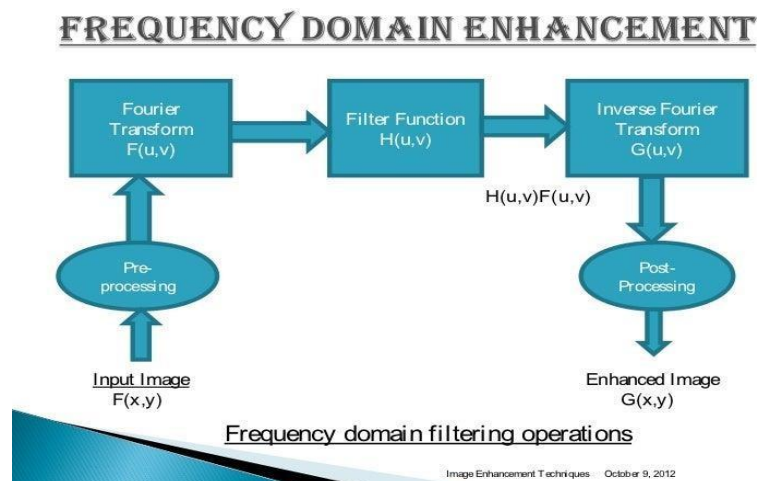 FREQUENCY DOMAIN ENHANCEMENT
Fourier
Transform
F(u,v)
Filter Function
H(u,v)
Inverse Fourier
Transform
G(u,v)
H(u,v)F(u,v)
Pre-
processing
Post-
Processing
Input Image
F(x,y)
Enhanced Image
G(x,y)
Frequency domain filtering operations
Image Enhancement Techniques October 9, 2012